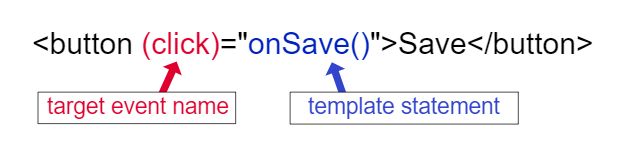 <button (click)="onSave()">Save</button>
target event name
template statement